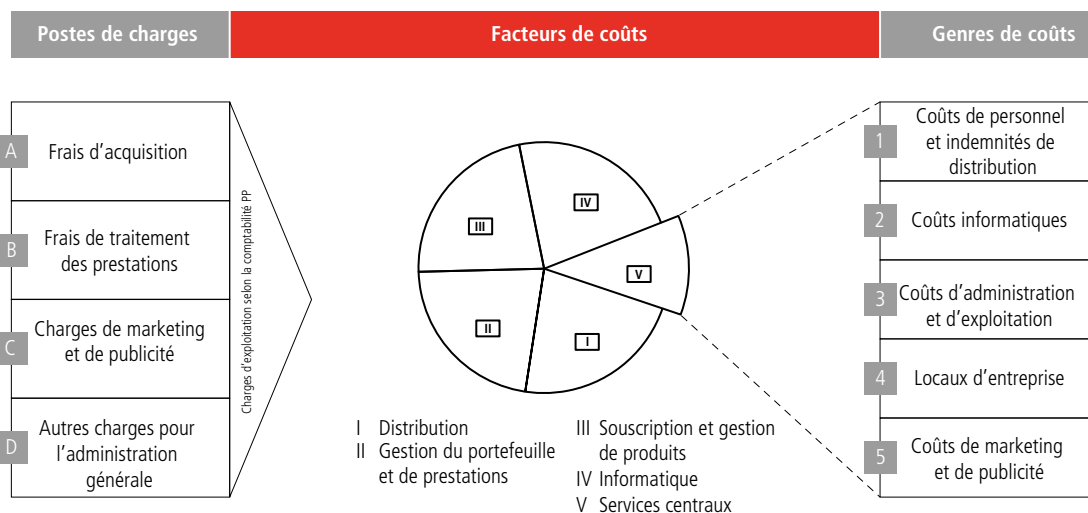 Postes de charges
Facteurs de coûts
Genres de coûts
A
Frais d'acquisition
B
Frais de traitement
des prestations
C
Charges de marketing
et de publicité
D
Autres charges pour
l'administration
générale
Charges d'exploitation selon la comptabilité PP
III
IV
V
II
I
I Distribution
II Gestion du portefeuille
et de prestations
III Souscription et gestion
de produits
IV Informatique
V Services centraux
1
Coûts de personnel
et indemnités de
distribution
2
Coûts informatiques
3
Coûts d'administration
et d'exploitation
4
Locaux d'entreprise
5
Coûts de marketing
et de publicité